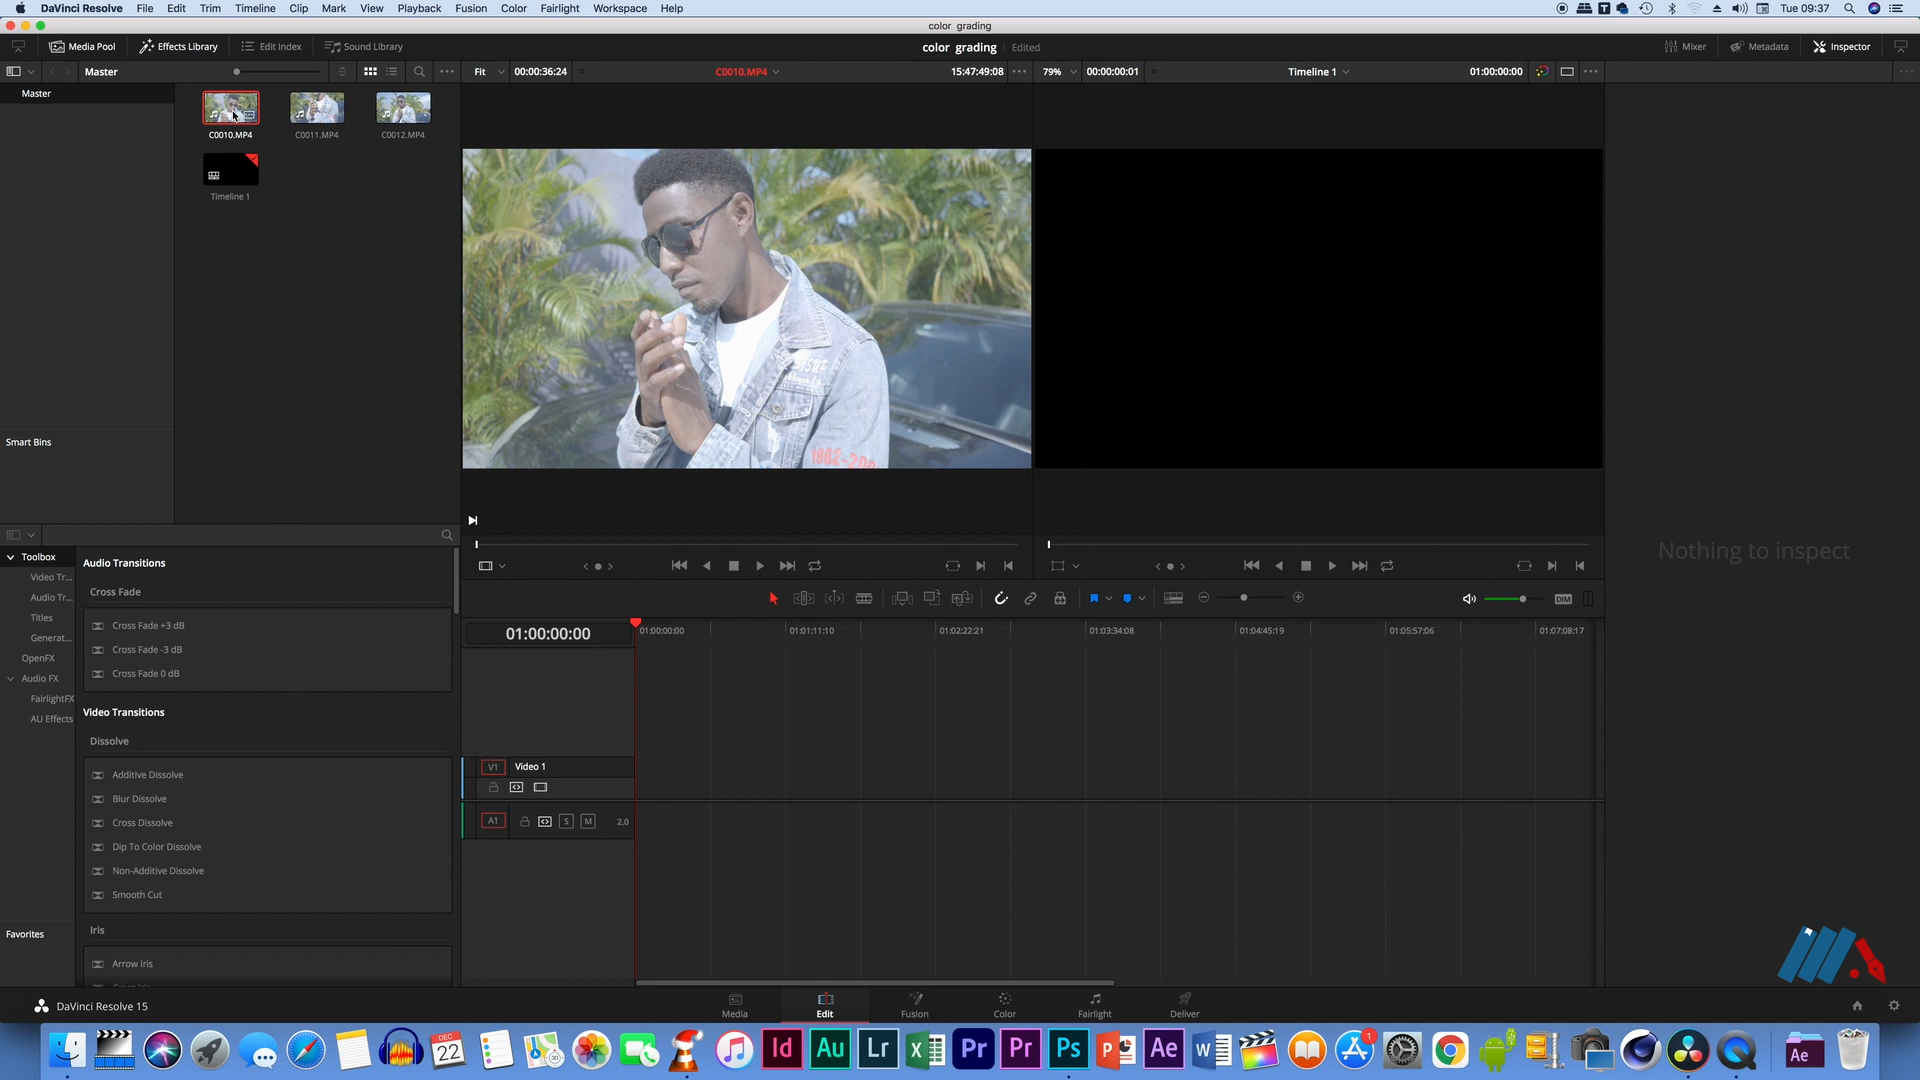 DaVinci Resolve File Edit Trim Timeline Clip Mark View Playback Fusion Color Fairlight Workspace Help
Tue 09:37
color grading
Media Pool Effects Library Edit Index Sound Library
color grading Edited
Mixer Metadata Inspector
Master
Fit 00:00:36:24 C0010.MP4 15:47:49:08
79% 00:00:00:01 Timeline 1 01:00:00:00
Master
C0010.MP4 C0011.MP4 C0012.MP4
Timeline 1
Smart Bins
Nothing to inspect
Toolbox
Video Tr...
Audio Tr...
Titles
Generat...
OpenFX
Audio FX
FairlightFX
AU Effects
Favorites
Audio Transitions
Cross Fade
Cross Fade +3 dB
Cross Fade -3 dB
Cross Fade 0 dB
Video Transitions
Dissolve
Additive Dissolve
Blur Dissolve
Cross Dissolve
Dip To Color Dissolve
Non-Additive Dissolve
Smooth Cut
Iris
Arrow Iris
DIM
01:00:00:00
01:00:00:00 01:01:11:10 01:02:22:21 01:03:34:08 01:04:45:19 01:05:57:06 01:07:08:17
V1 Video 1
A1 S M 2.0
DaVinci Resolve 15
Media Edit Fusion Color Fairlight Deliver
DEC
22
Id Au Lr Pr Pr Ps Ae
1
Ae